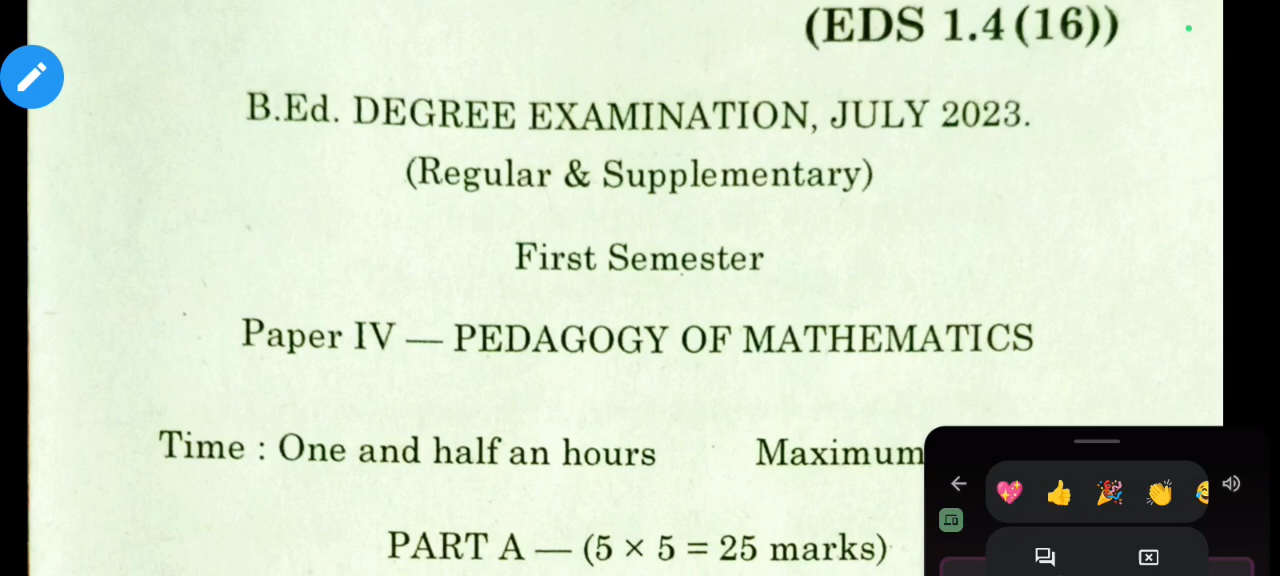 (EDS 1.4 (16))
B.Ed. DEGREE EXAMINATION, JULY 2023.
(Regular & Supplementary)
First Semester
Paper IV — PEDAGOGY OF MATHEMATICS
Time : One and half an hours Maximum
PART A — (5 × 5 = 25 marks)